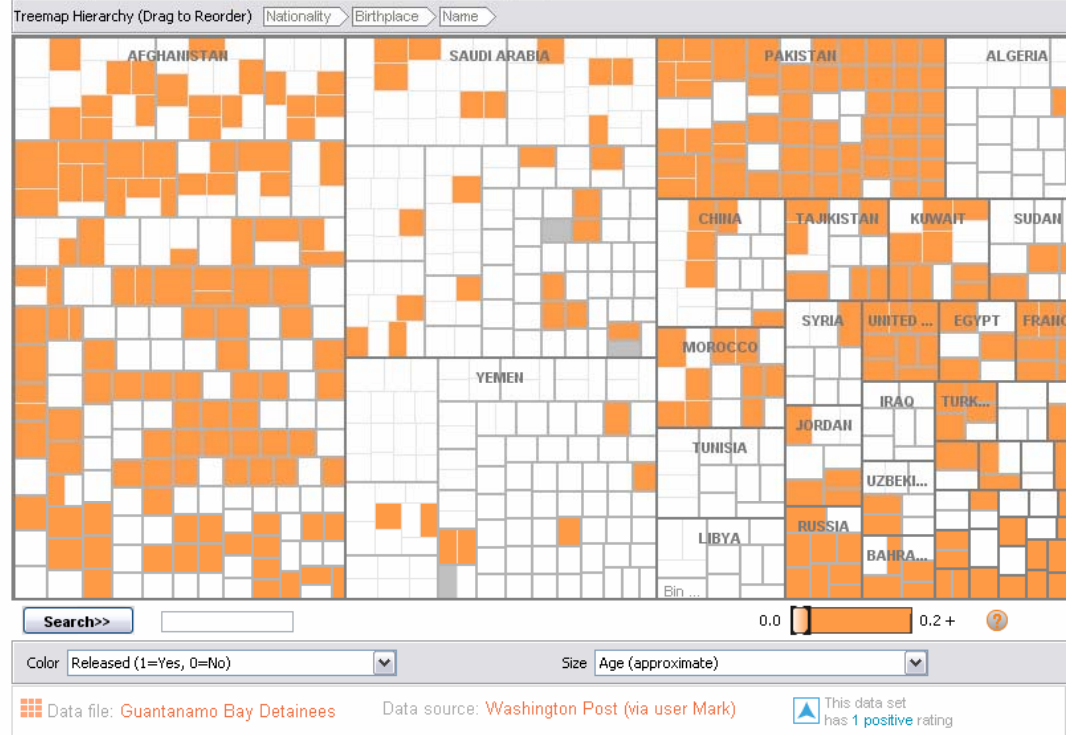 Treemap Hierarchy (Drag to Reorder) Nationality Birthplace Name
AFGHANISTAN SAUDI ARABIA PAKISTAN ALGERIA
CHINA TAJIKISTAN KUWAIT SUDAN
SYRIA UNITED ... EGYPT FRANC
MOROCCO
YEMEN
IRAQ TURK...
JORDAN
TUNISIA
UZBEKI...
RUSSIA
LIBYA
BAHRA...
Bin ...
Search>> 0.0 0.2 + ?
Color Released (1=Yes, 0=No) Size Age (approximate)
Data file: Guantanamo Bay Detainees Data source: Washington Post (via user Mark) This data set
has 1 positive rating